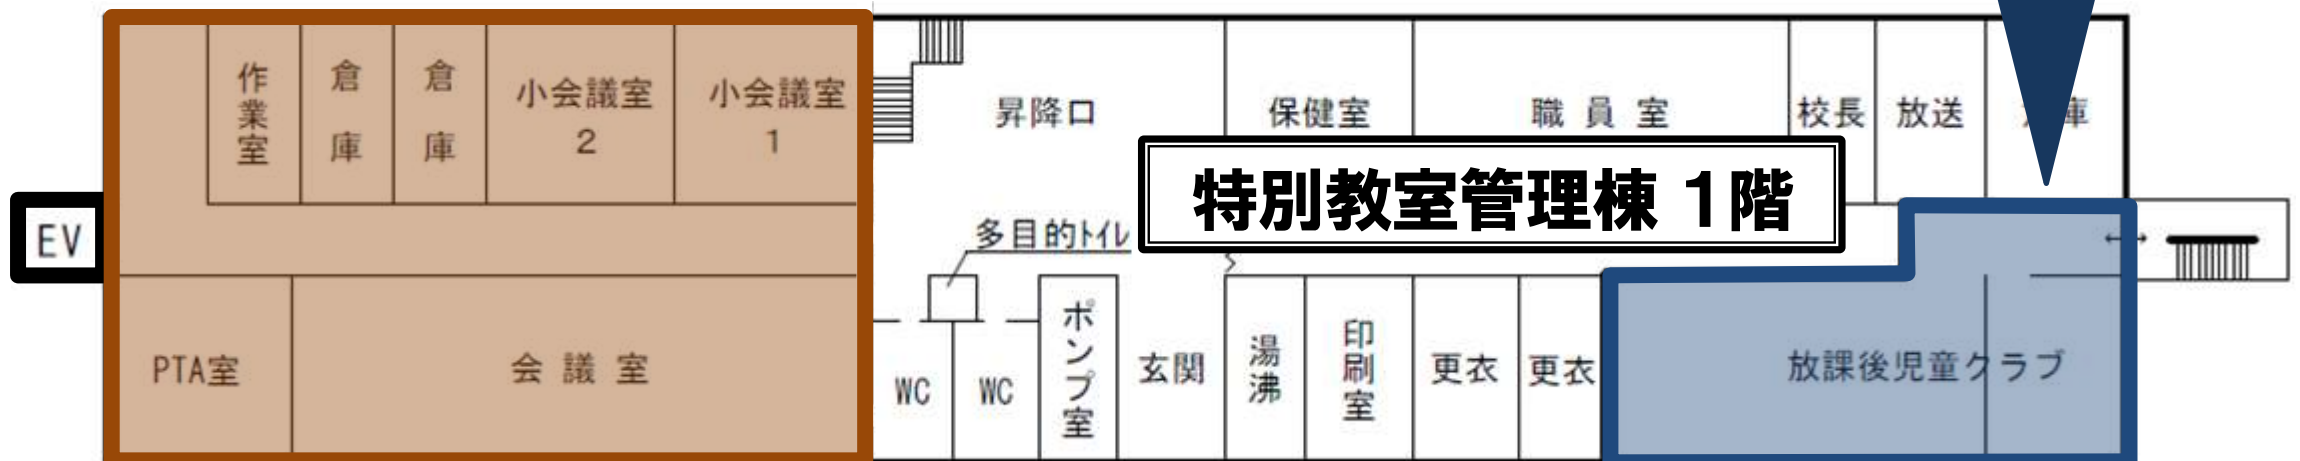 作業室
倉庫
倉庫
小会議室
2
小会議室
1
昇降口
保健室
職員室
校長
放送
庫
特別教室管理棟 1階
EV
多目的トイレ
PTA室
会議室
WC
WC
ポンプ室
玄関
湯沸
印刷室
更衣
更衣
放課後児童クラブ